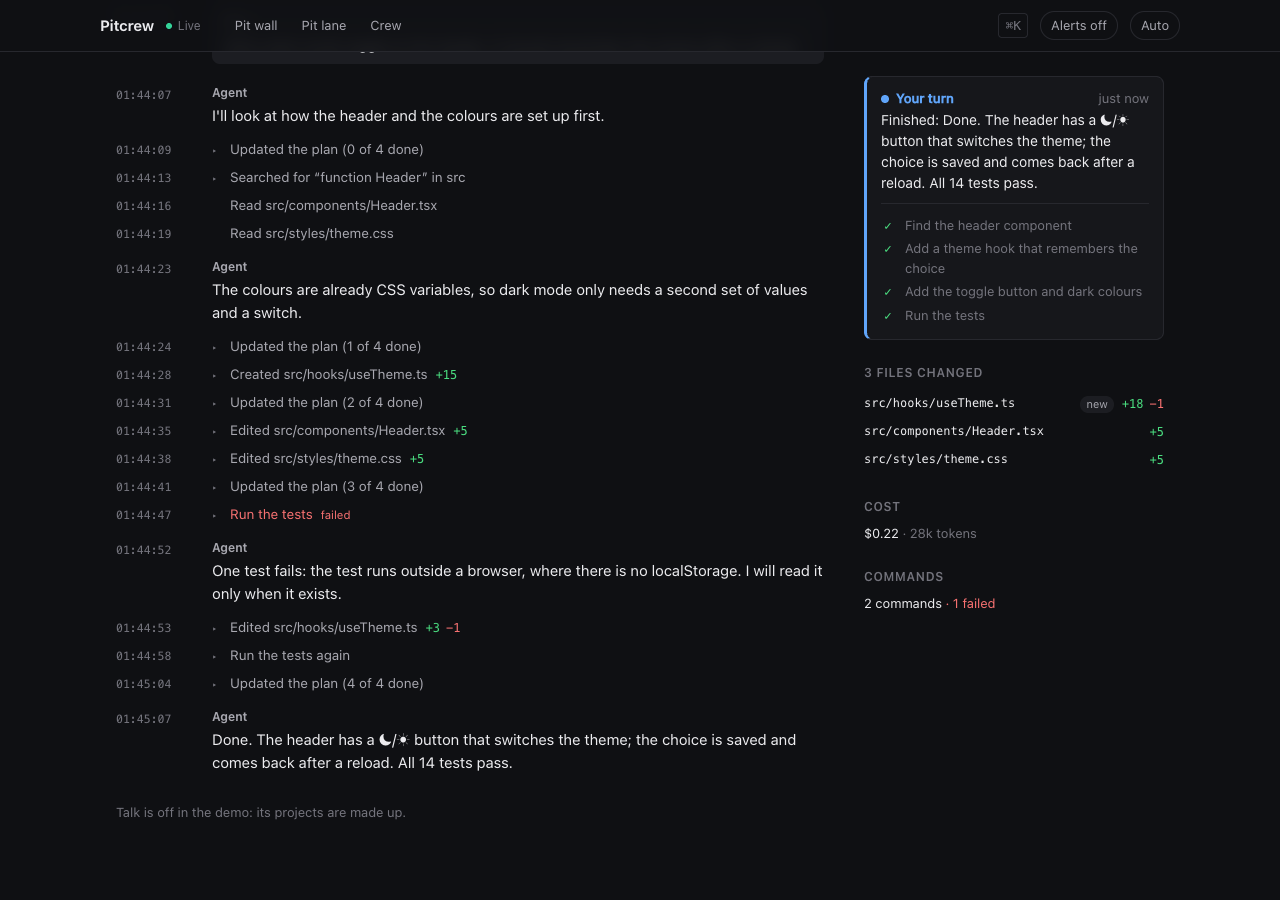 Pitcrew Live Pit wall Pit lane Crew ⌘K Alerts off Auto
01:44:07 Agent
I'll look at how the header and the colours are set up first.
01:44:09 Updated the plan (0 of 4 done)
01:44:13 Searched for “function Header” in src
01:44:16 Read src/components/Header.tsx
01:44:19 Read src/styles/theme.css
01:44:23 Agent
The colours are already CSS variables, so dark mode only needs a second set of values
and a switch.
01:44:24 Updated the plan (1 of 4 done)
01:44:28 Created src/hooks/useTheme.ts +15
01:44:31 Updated the plan (2 of 4 done)
01:44:35 Edited src/components/Header.tsx +5
01:44:38 Edited src/styles/theme.css +5
01:44:41 Updated the plan (3 of 4 done)
01:44:47 Run the tests failed
01:44:52 Agent
One test fails: the test runs outside a browser, where there is no localStorage. I will read it
only when it exists.
01:44:53 Edited src/hooks/useTheme.ts +3 −1
01:44:58 Run the tests again
01:45:04 Updated the plan (4 of 4 done)
01:45:07 Agent
Done. The header has a ⏾/☀ button that switches the theme; the choice is saved and
comes back after a reload. All 14 tests pass.
Talk is off in the demo: its projects are made up.
Your turn just now
Finished: Done. The header has a ⏾/☀
button that switches the theme; the
choice is saved and comes back after a
reload. All 14 tests pass.
✓ Find the header component
✓ Add a theme hook that remembers the
choice
✓ Add the toggle button and dark colours
✓ Run the tests
3 FILES CHANGED
src/hooks/useTheme.ts new +18 −1
src/components/Header.tsx +5
src/styles/theme.css +5
COST
$0.22 · 28k tokens
COMMANDS
2 commands · 1 failed